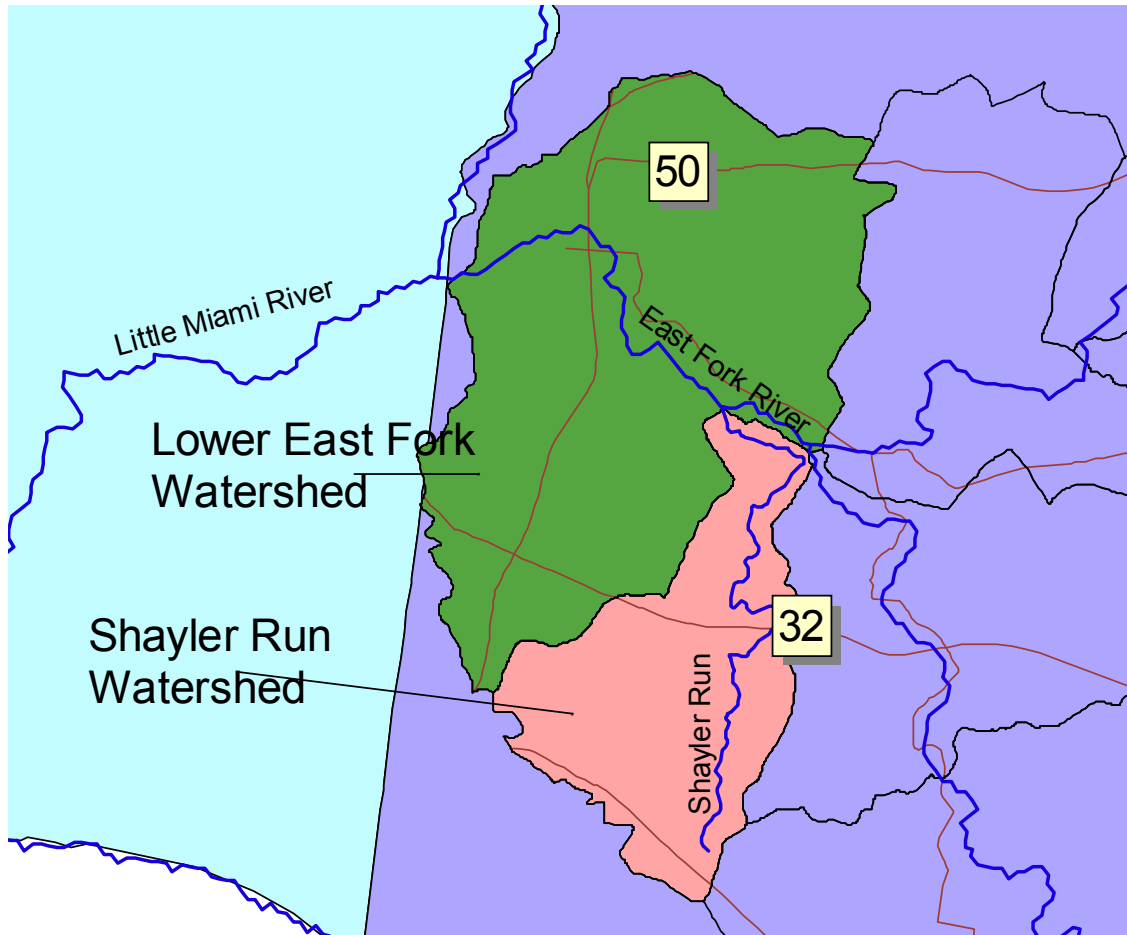 50
Little Miami River
East Fork River
Lower East Fork
Watershed
32
Shayler Run
Watershed
Shayler Run